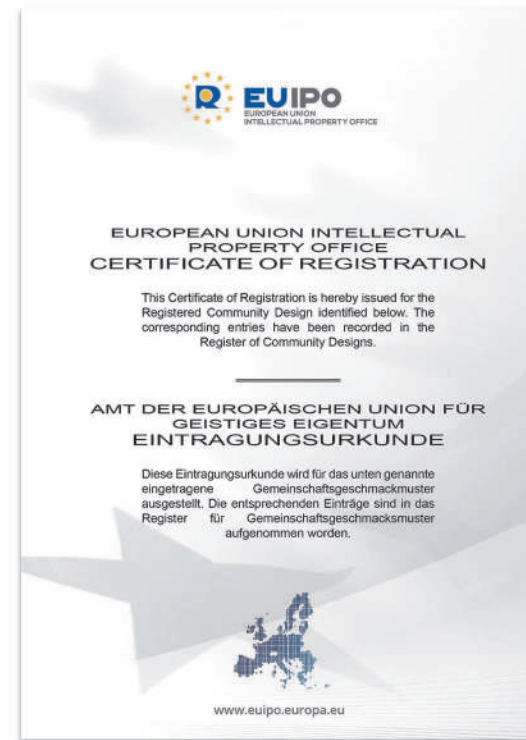 R
EUIPO
EUROPEAN UNION
INTELLECTUAL PROPERTY OFFICE
EUROPEAN UNION INTELLECTUAL
PROPERTY OFFICE
CERTIFICATE OF REGISTRATION
This Certificate of Registration is hereby issued for the
Registered Community Design identified below. The
corresponding entries have been recorded in the
Register of Community Designs.
AMT DER EUROPÄISCHEN UNION FÜR
GEISTIGES EIGENTUM
EINTRAGUNGSURKUNDE
Diese Eintragungsurkunde wird für das unten genannte
eingetragene Gemeinschaftsgeschmackmuster
ausgestellt. Die entsprechenden Einträge sind in das
Register für Gemeinschaftsgeschmacksmuster
aufgenommen worden.
www.euipo.europa.eu